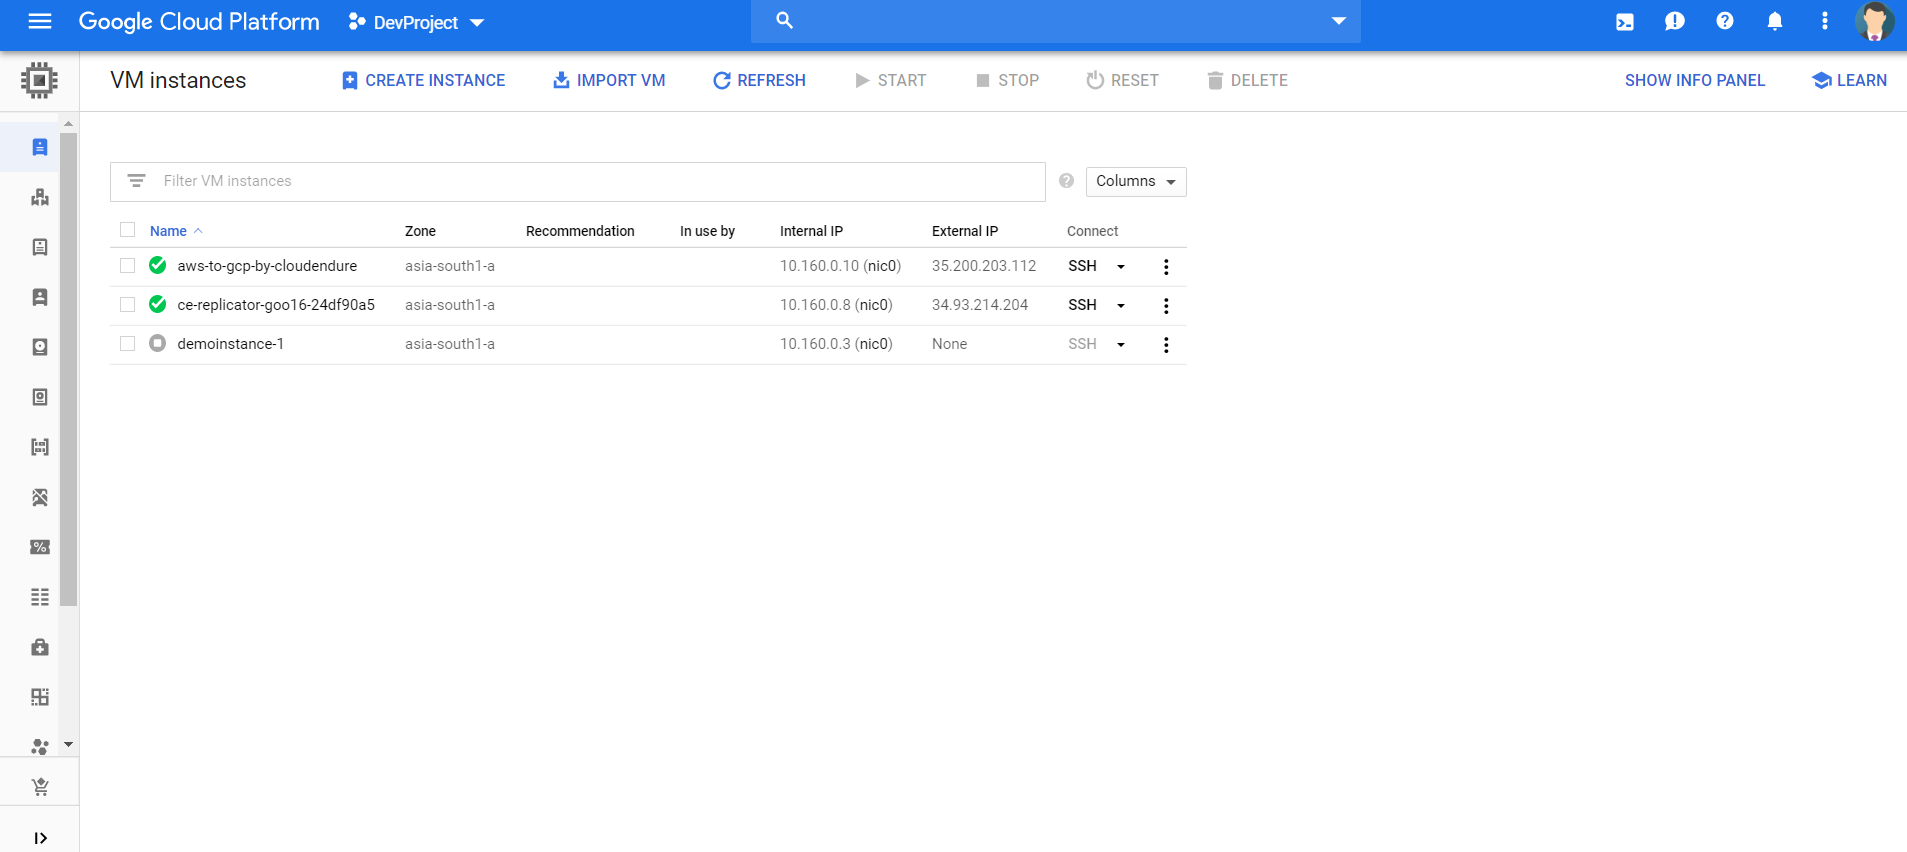 Google Cloud Platform DevProject
VM instances CREATE INSTANCE IMPORT VM REFRESH START STOP RESET DELETE SHOW INFO PANEL LEARN
Filter VM instances Columns
Name Zone Recommendation In use by Internal IP External IP Connect
aws-to-gcp-by-cloudendure asia-south1-a 10.160.0.10 (nic0) 35.200.203.112 SSH
ce-replicator-goo16-24df90a5 asia-south1-a 10.160.0.8 (nic0) 34.93.214.204 SSH
demoinstance-1 asia-south1-a 10.160.0.3 (nic0) None SSH